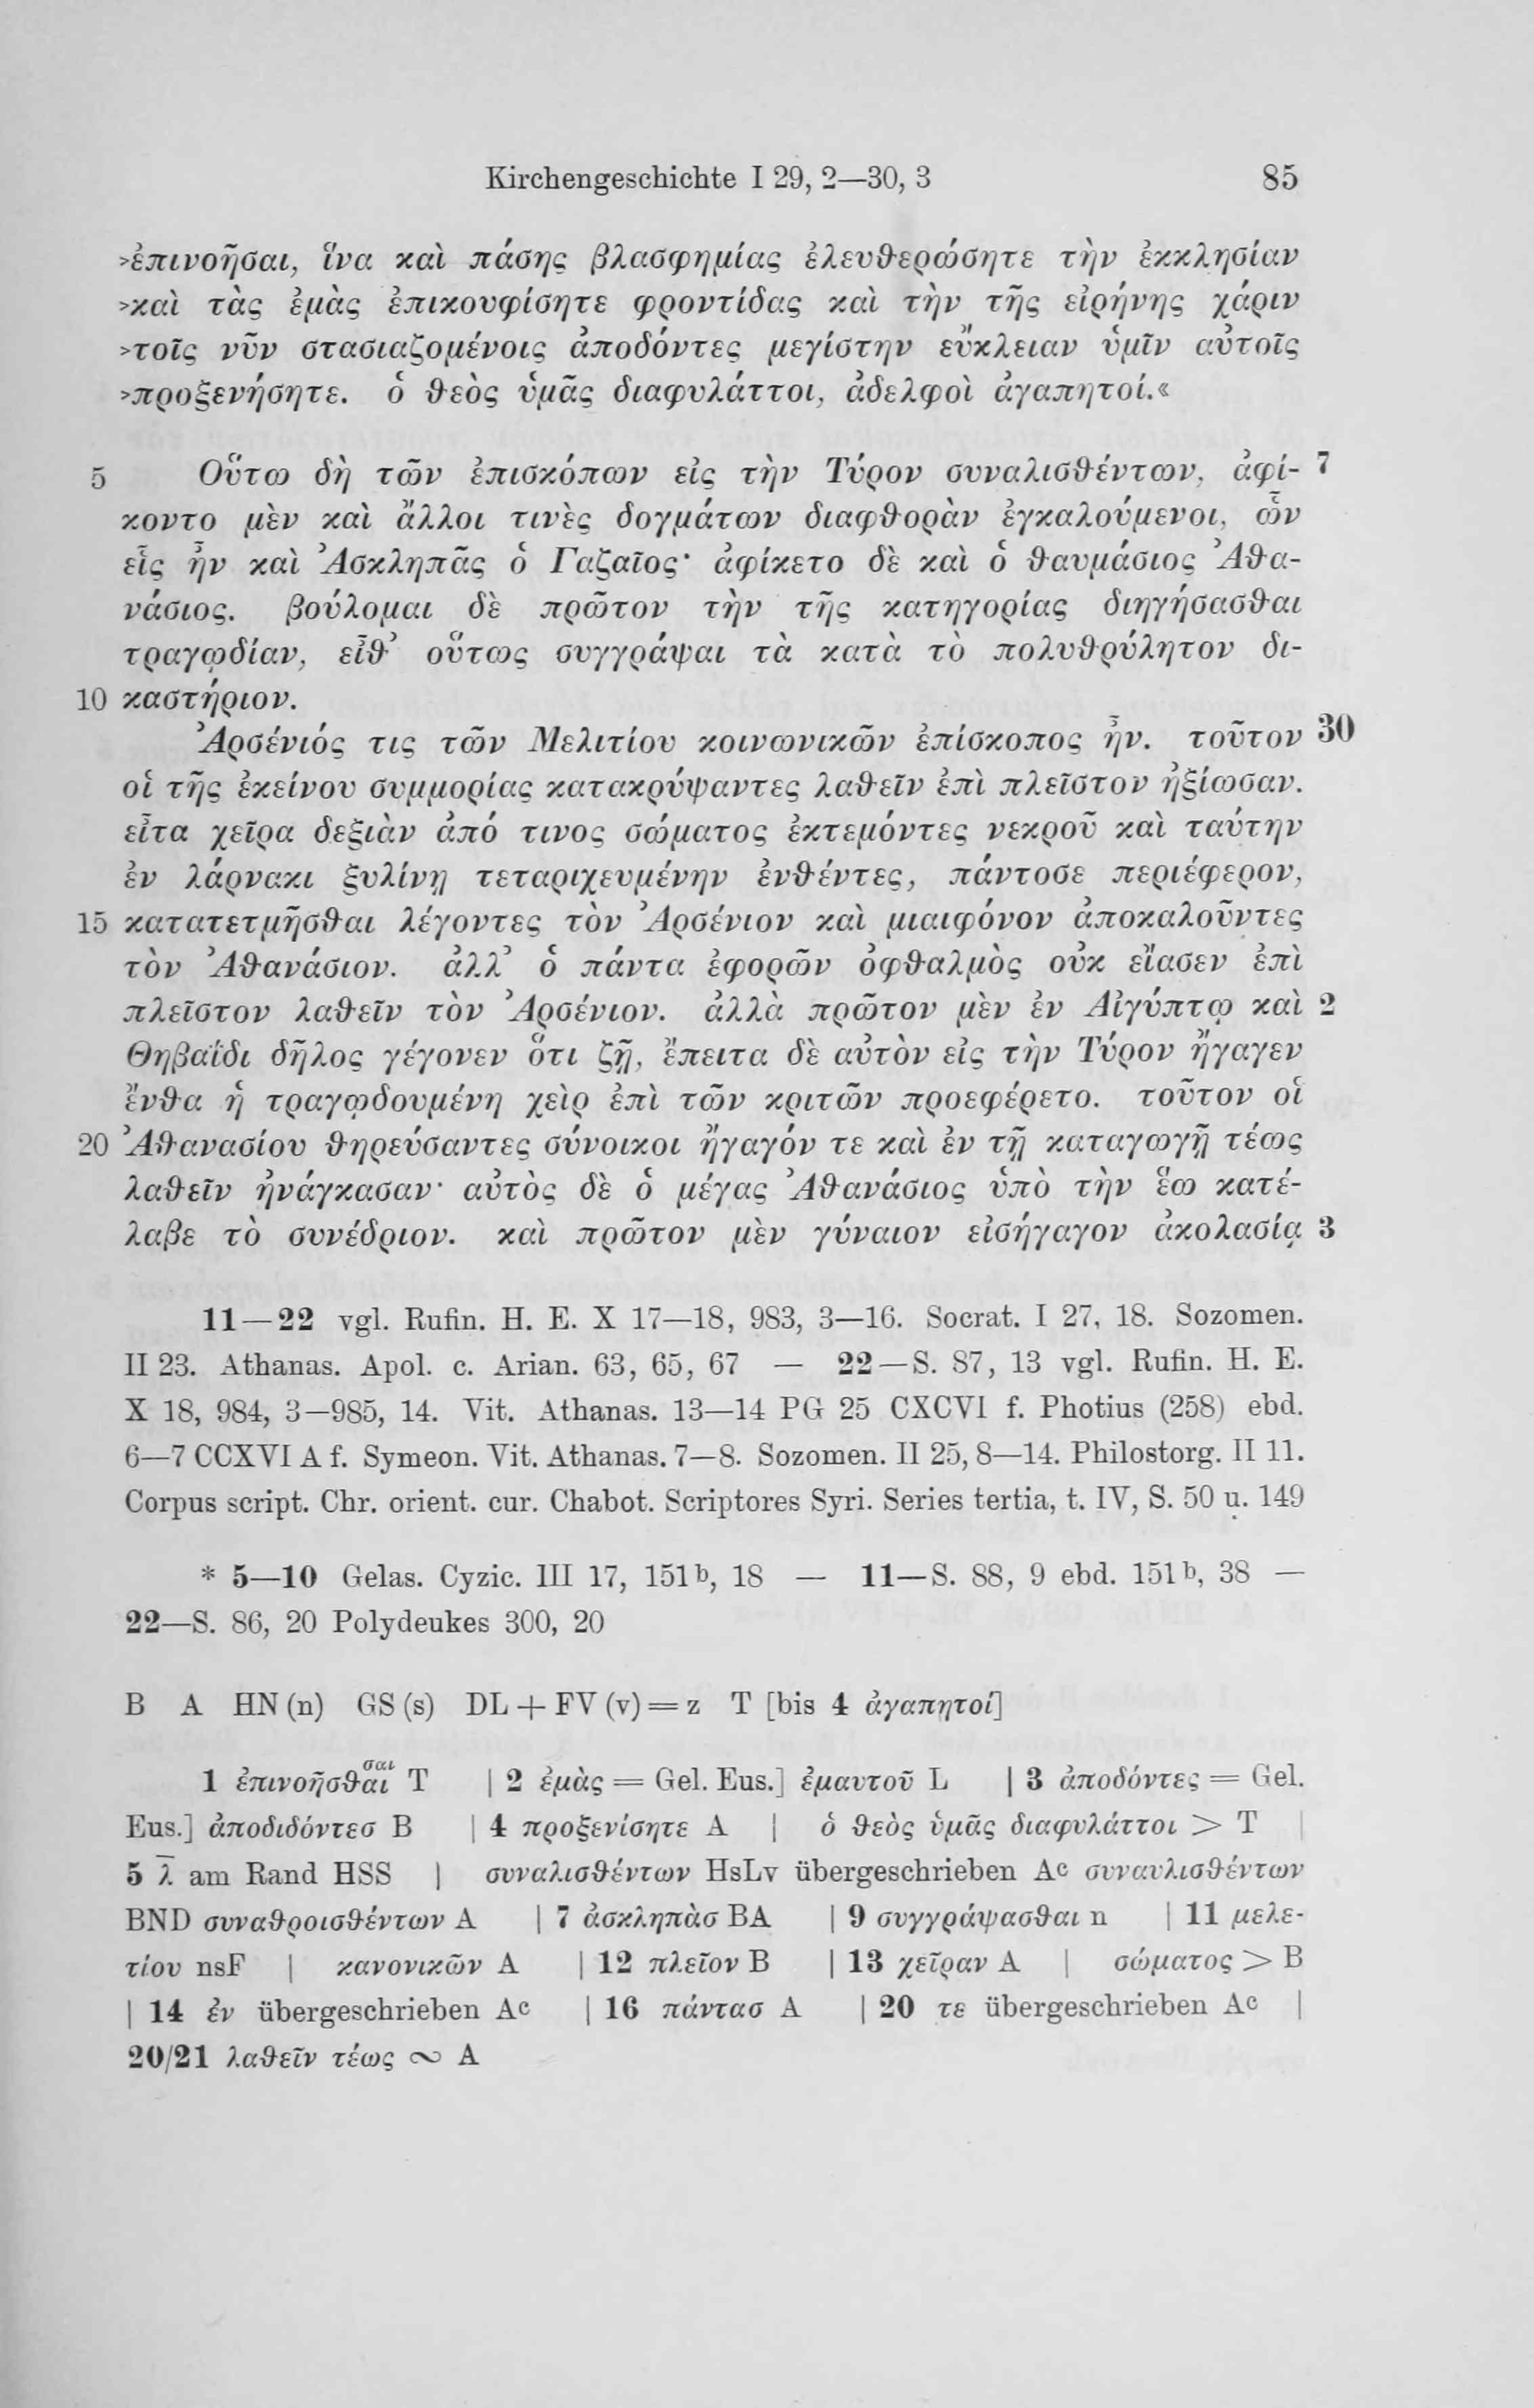 Kirchengeschichte I 29, 2—30, 3 85
>ἐπινοῆσαι, ἵνα καὶ πάσης βλασφημίας ἐλευθερώσητε τὴν ἐκκλησίαν
>καὶ τὰς ἐμὰς ἐπικουφίσητε φροντίδας καὶ τὴν τῆς εἰρήνης χάριν
>τοῖς νῦν στασιαζομένοις ἀποδόντες μεγίστην εὔκλειαν ὑμῖν αὐτοῖς
>προξενήσητε. ὁ θεὸς ὑμᾶς διαφυλάττοι, ἀδελφοὶ ἀγαπητοί.«
5 Οὕτω δὴ τῶν ἐπισκόπων εἰς τὴν Τύρον συναλισθέντων, ἀφί- 7
κοντο μὲν καὶ ἄλλοι τινὲς δογμάτων διαφθορὰν ἐγκαλούμενοι, ὧν
εἷς ἦν καὶ Ἀσκληπᾶς ὁ Γαζαῖος· ἀφίκετο δὲ καὶ ὁ θαυμάσιος Ἀθα-
νάσιος. βούλομαι δὲ πρῶτον τὴν τῆς κατηγορίας διηγήσασθαι
τραγῳδίαν, εἶθ’ οὕτως συγγράψαι τὰ κατὰ τὸ πολυθρύλητον δι-
10 καστήριον.
Ἀρσένιός τις τῶν Μελιτίου κοινωνικῶν ἐπίσκοπος ἦν. τοῦτον 30
οἱ τῆς ἐκείνου συμμορίας κατακρύψαντες λαθεῖν ἐπὶ πλεῖστον ἠξίωσαν.
εἶτα χεῖρα δεξιὰν ἀπό τινος σώματος ἐκτεμόντες νεκροῦ καὶ ταύτην
ἐν λάρνακι ξυλίνῃ τεταριχευμένην ἐνθέντες, πάντοσε περιέφερον,
15 κατατετμῆσθαι λέγοντες τὸν Ἀρσένιον καὶ μιαιφόνον ἀποκαλοῦντες
τὸν Ἀθανάσιον. ἀλλ’ ὁ πάντα ἐφορῶν ὀφθαλμὸς οὐκ εἴασεν ἐπὶ
πλεῖστον λαθεῖν τὸν Ἀρσένιον. ἀλλὰ πρῶτον μὲν ἐν Αἰγύπτῳ καὶ 2
Θηβαΐδι δῆλος γέγονεν ὅτι ζῇ, ἔπειτα δὲ αὐτὸν εἰς τὴν Τύρον ἤγαγεν
ἔνθα ἡ τραγῳδουμένη χεὶρ ἐπὶ τῶν κριτῶν προεφέρετο. τοῦτον οἱ
20 Ἀθανασίου θηρεύσαντες σύνοικοι ἤγαγόν τε καὶ ἐν τῇ καταγωγῇ τέως
λαθεῖν ἠνάγκασαν· αὐτὸς δὲ ὁ μέγας Ἀθανάσιος ὑπὸ τὴν ἕω κατέ-
λαβε τὸ συνέδριον. καὶ πρῶτον μὲν γύναιον εἰσήγαγον ἀκολασίᾳ 3
11—22 vgl. Rufin. H. E. X 17—18, 983, 3—16. Socrat. I 27, 18. Sozomen.
II 23. Athanas. Apol. c. Arian. 63, 65, 67 — 22—S. 87, 13 vgl. Rufin. H. E.
X 18, 984, 3—985, 14. Vit. Athanas. 13—14 PG 25 CXCVI f. Photius (258) ebd.
6—7 CCXVI A f. Symeon. Vit. Athanas. 7—8. Sozomen. II 25, 8—14. Philostorg. II 11.
Corpus script. Chr. orient. cur. Chabot. Scriptores Syri. Series tertia, t. IV, S. 50 u. 149
* 5—10 Gelas. Cyzic. III 17, 151b, 18 — 11—S. 88, 9 ebd. 151b, 38 —
22—S. 86, 20 Polydeukes 300, 20
B A HN (n) GS (s) DL + FV (v) = z T [bis 4 ἀγαπητοί]
1 ἐπινοῆσθαισαι T | 2 ἐμὰς = Gel. Eus.] ἐμαυτοῦ L | 3 ἀποδόντες = Gel.
Eus.] ἀποδιδόντεσ B | 4 προξενίσητε A | ὁ θεὸς ὑμᾶς διαφυλάττοι > T |
5 λ̅ am Rand HSS | συναλισθέντων HsLv übergeschrieben Ac συναυλισθέντων
BND συναθροισθέντων A | 7 ἀσκληπὰσ BA | 9 συγγράψασθαι n | 11 μελε-
τίου nsF | κανονικῶν A | 12 πλεῖον B | 13 χεῖραν A | σώματος > B
| 14 ἐν übergeschrieben Ac | 16 πάντασ A | 20 τε übergeschrieben Ac |
20/21 λαθεῖν τέως ∾ A